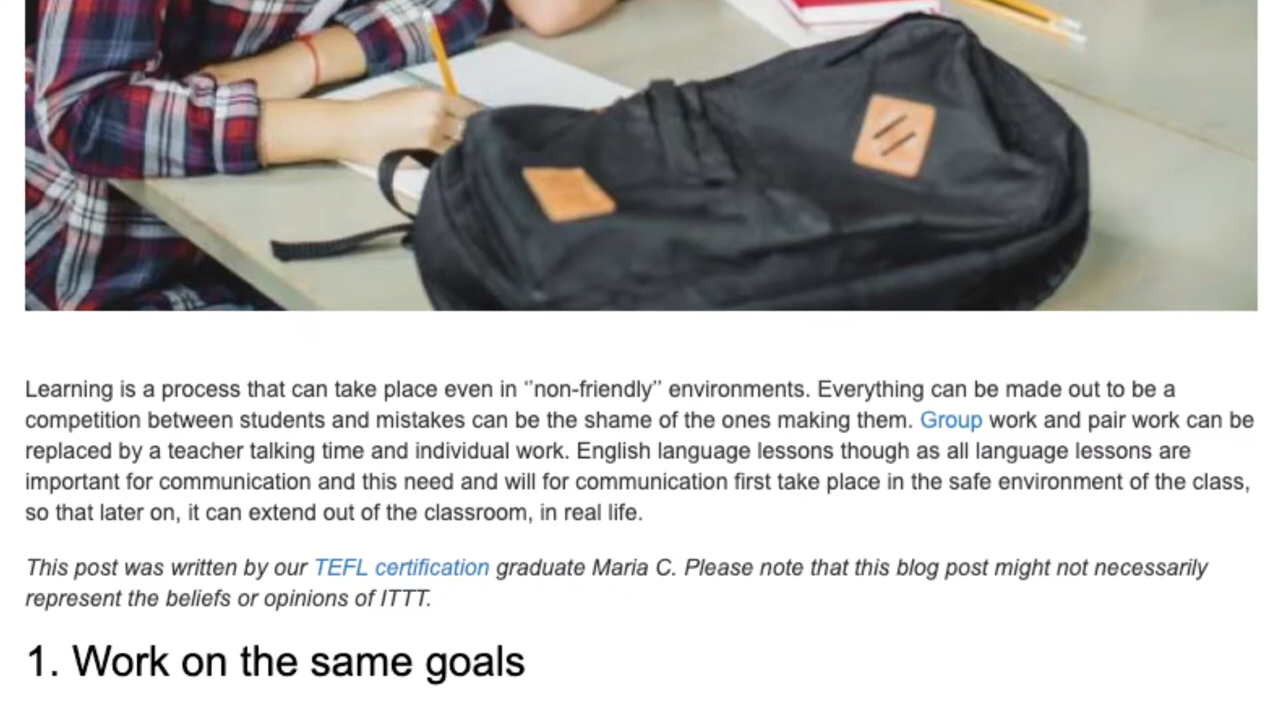 Learning is a process that can take place even in ‘’non-friendly’’ environments. Everything can be made out to be a
competition between students and mistakes can be the shame of the ones making them. Group work and pair work can be
replaced by a teacher talking time and individual work. English language lessons though as all language lessons are
important for communication and this need and will for communication first take place in the safe environment of the class,
so that later on, it can extend out of the classroom, in real life.
This post was written by our TEFL certification graduate Maria C. Please note that this blog post might not necessarily
represent the beliefs or opinions of ITTT.
1. Work on the same goals